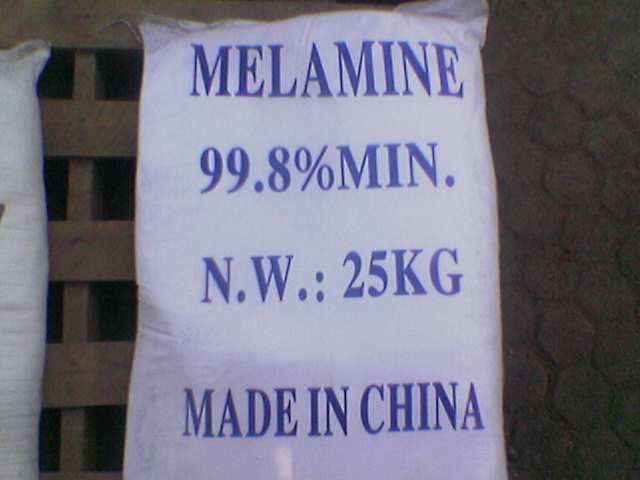 MELAMINE
99.8%MIN.
N.W.: 25KG
MADE IN CHINA